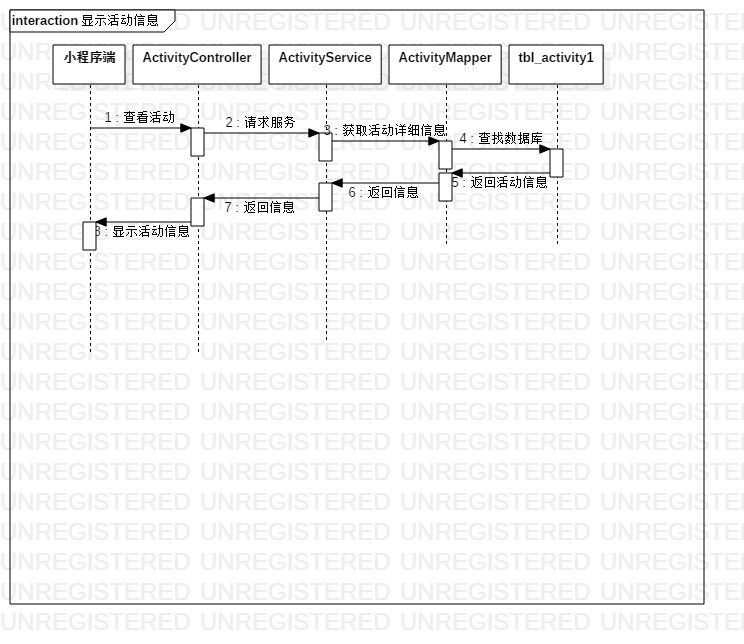 interaction 显示活动信息
小程序端
ActivityController
ActivityService
ActivityMapper
tbl_activity1
1 : 查看活动
2 : 请求服务
3 : 获取活动详细信息
4 : 查找数据库
5 : 返回活动信息
6 : 返回信息
7 : 返回信息
8 : 显示活动信息
UNREGISTERED UNREGISTERED UNREGISTERED UNREGISTERED